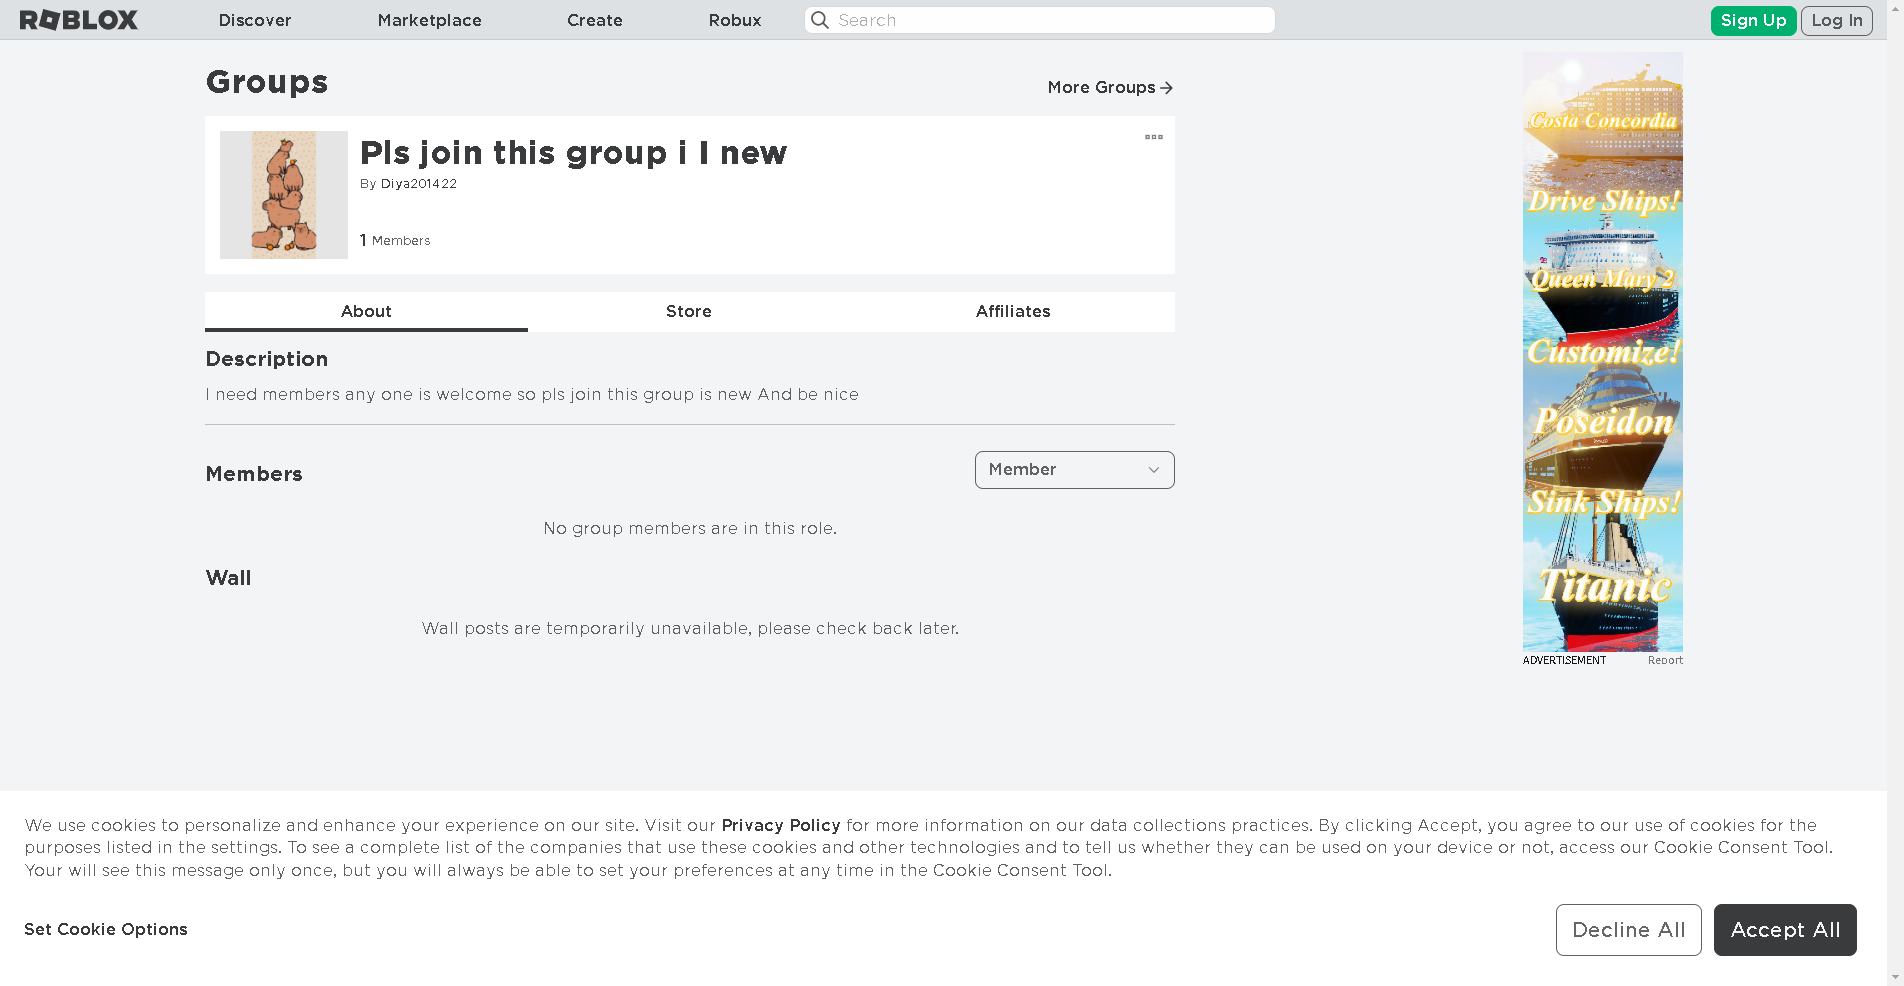 ROBLOX
Discover
Marketplace
Create
Robux
Search
Sign Up
Log In
Groups
More Groups
Pls join this group i I new
By Diya201422
1 Members
About
Store
Affiliates
Description
I need members any one is welcome so pls join this group is new And be nice
Members
Member
No group members are in this role.
Wall
Wall posts are temporarily unavailable, please check back later.
Costa Concordia
Drive Ships!
Queen Mary 2
Customize!
Poseidon
Sink Ships!
Titanic
ADVERTISEMENT
Report
We use cookies to personalize and enhance your experience on our site. Visit our Privacy Policy for more information on our data collections practices. By clicking Accept, you agree to our use of cookies for the
purposes listed in the settings. To see a complete list of the companies that use these cookies and other technologies and to tell us whether they can be used on your device or not, access our Cookie Consent Tool.
Your will see this message only once, but you will always be able to set your preferences at any time in the Cookie Consent Tool.
Set Cookie Options
Decline All
Accept All